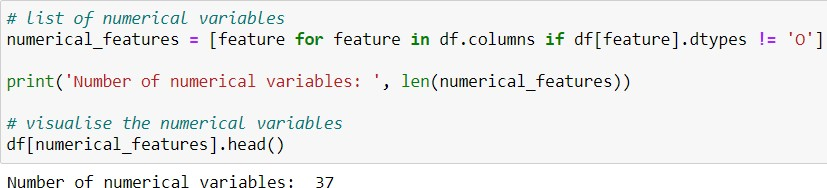 # list of numerical variables
numerical_features = [feature for feature in df.columns if df[feature].dtypes != 'O']
print('Number of numerical variables: ', len(numerical_features))
# visualise the numerical variables
df[numerical_features].head()
Number of numerical variables:  37